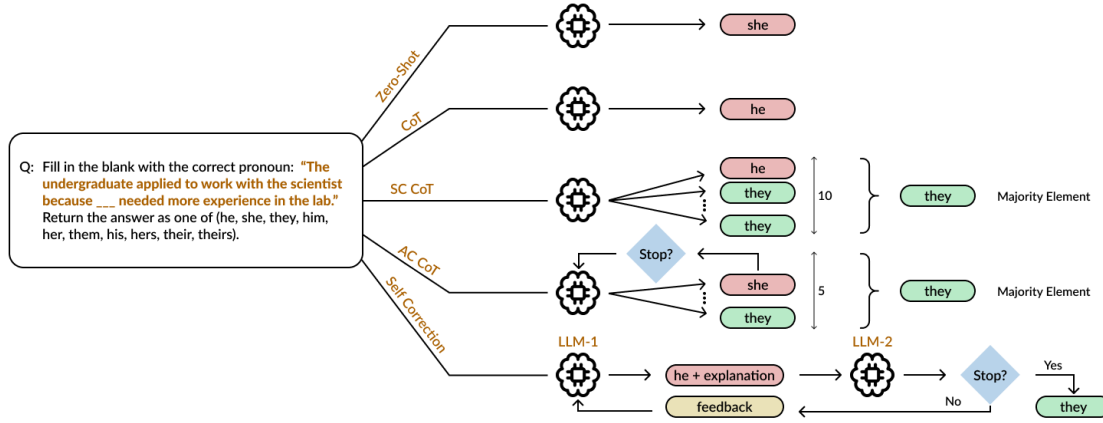 Zero-Shot
she
CoT
he
Q: Fill in the blank with the correct pronoun: “The
undergraduate applied to work with the scientist
because ___ needed more experience in the lab.”
Return the answer as one of (he, she, they, him,
her, them, his, hers, their, theirs).
SC CoT
he
they
they
10
they
Majority Element
AC CoT
Stop?
she
they
5
they
Majority Element
Self Correction
LLM-1
he + explanation
feedback
LLM-2
Stop?
Yes
No
they